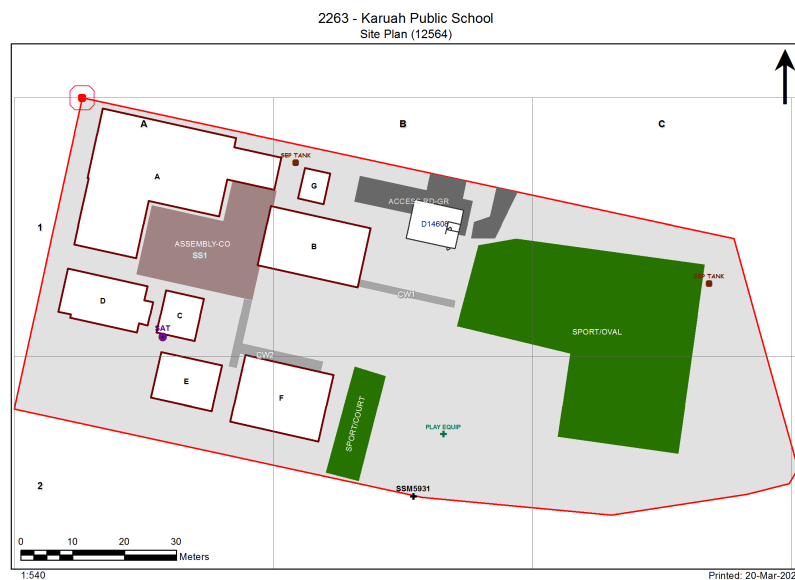 2263 - Karuah Public School
Site Plan (12564)
A
B
C
SEP TANK
A
G
ACCESS RD-GR
D14608
1
ASSEMBLY-CO
SS1
B
SEP TANK
D
CW1
C
SAT
SPORT/OVAL
CW2
E
F
SPORT/COURT
PLAY EQUIP
2
SSM5931
0 10 20 30
Meters
1:540
Printed: 20-Mar-202